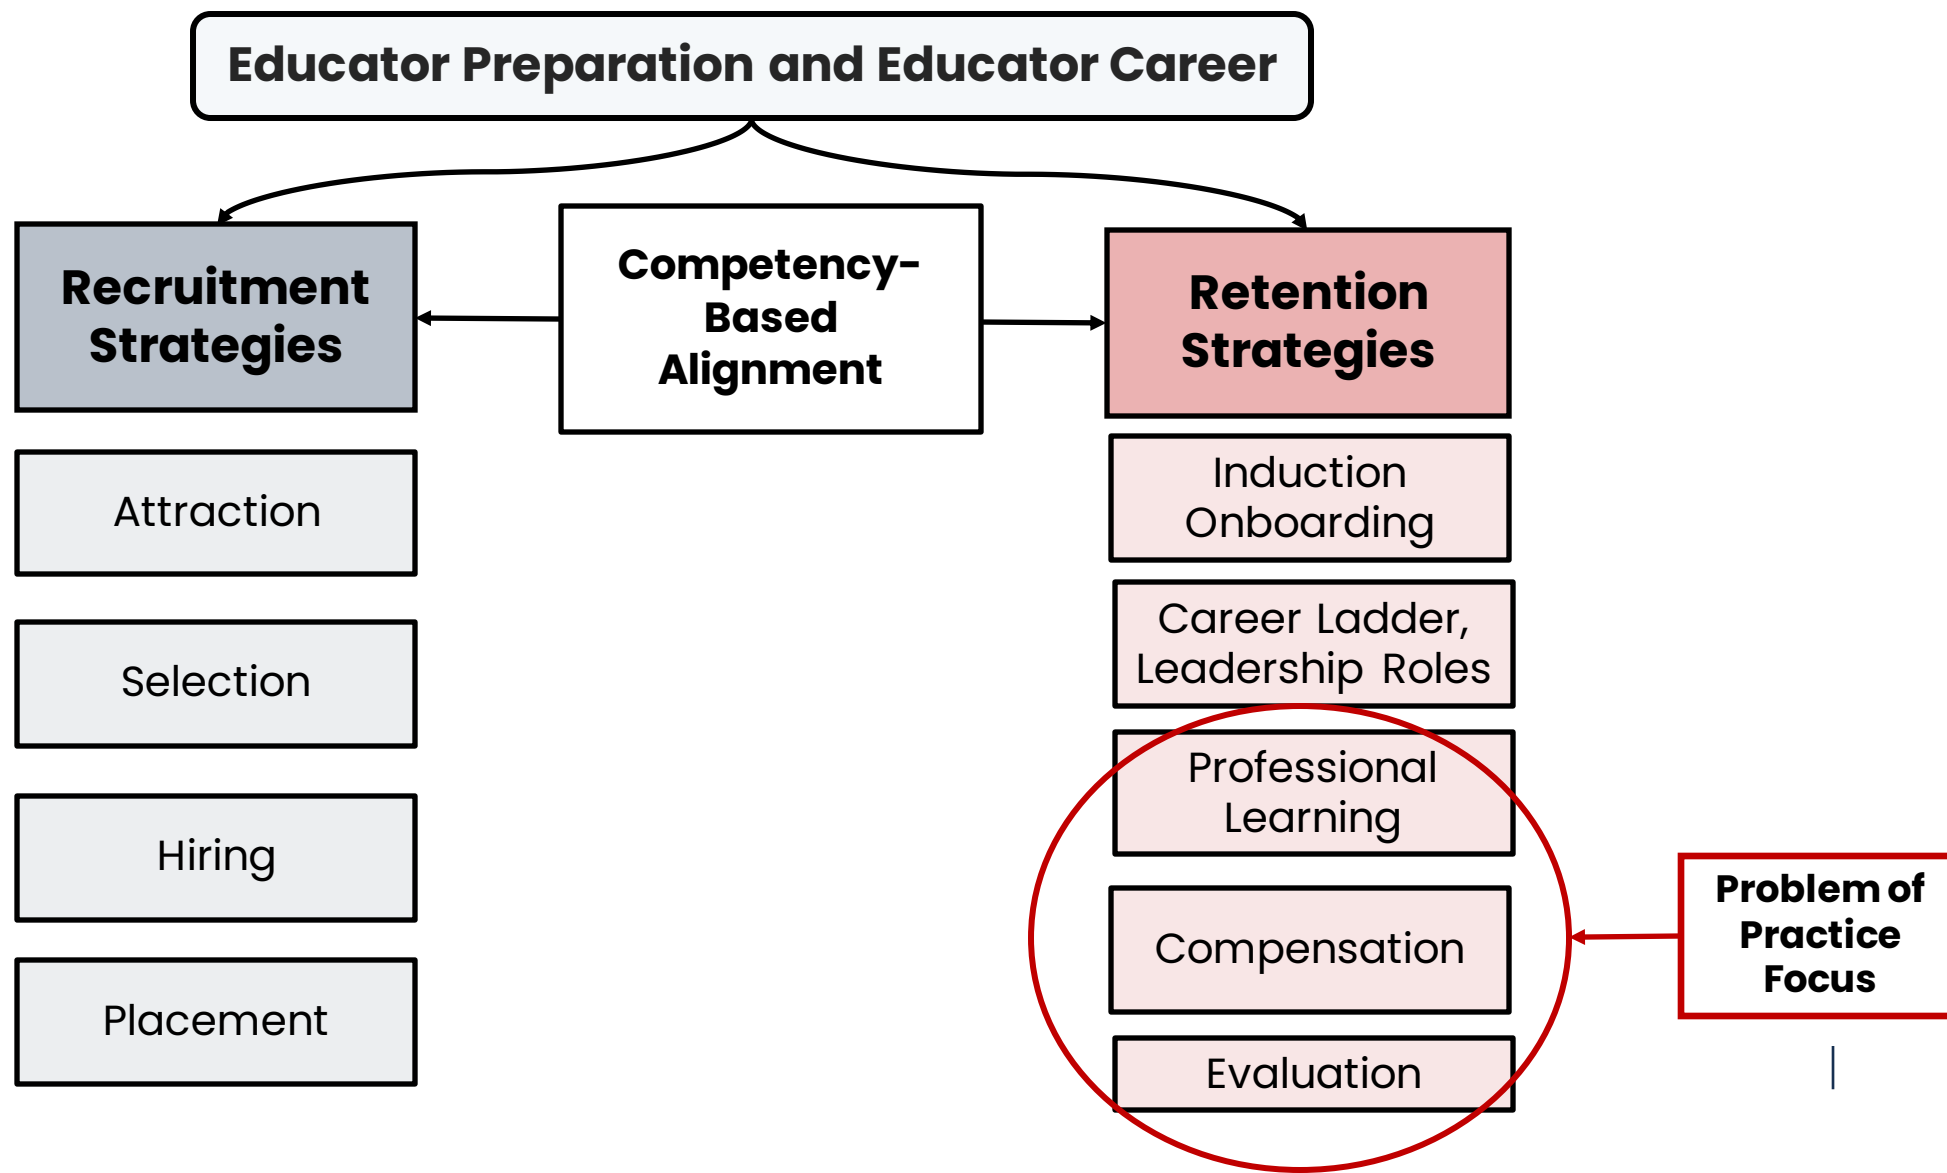 Educator Preparation and Educator Career
Recruitment
Strategies
Competency-
Based
Alignment
Retention
Strategies
Attraction
Selection
Hiring
Placement
Induction
Onboarding
Career Ladder,
Leadership Roles
Professional
Learning
Compensation
Evaluation
Problem of
Practice
Focus